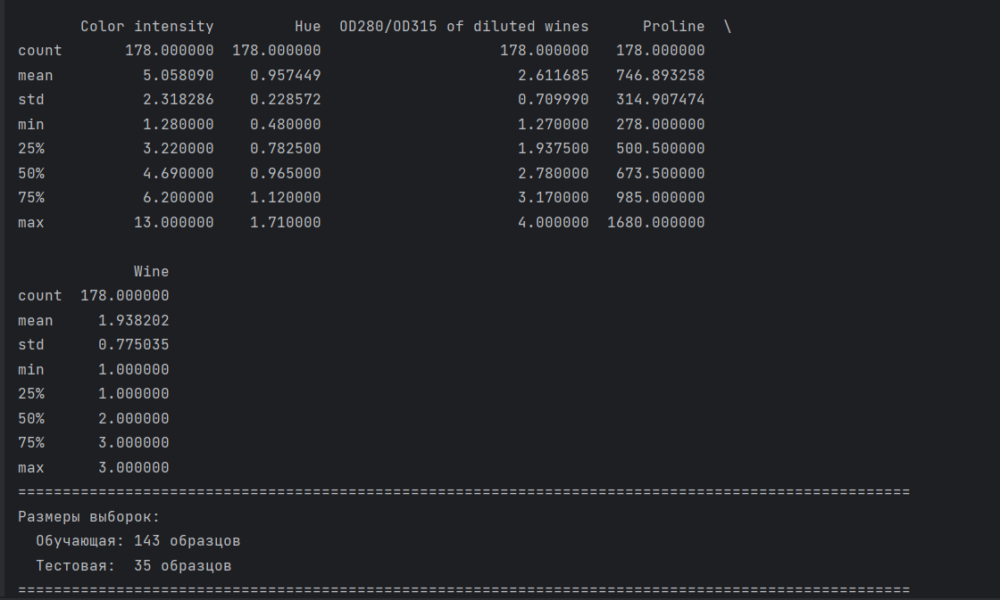 Color intensity Hue OD280/OD315 of diluted wines Proline \
count 178.000000 178.000000 178.000000 178.000000
mean 5.058090 0.957449 2.611685 746.893258
std 2.318286 0.228572 0.709990 314.907474
min 1.280000 0.480000 1.270000 278.000000
25% 3.220000 0.782500 1.937500 500.500000
50% 4.690000 0.965000 2.780000 673.500000
75% 6.200000 1.120000 3.170000 985.000000
max 13.000000 1.710000 4.000000 1680.000000
Wine
count 178.000000
mean 1.938202
std 0.775035
min 1.000000
25% 1.000000
50% 2.000000
75% 3.000000
max 3.000000
====================================================================================================
Размеры выборок:
Обучающая: 143 образцов
Тестовая: 35 образцов
====================================================================================================